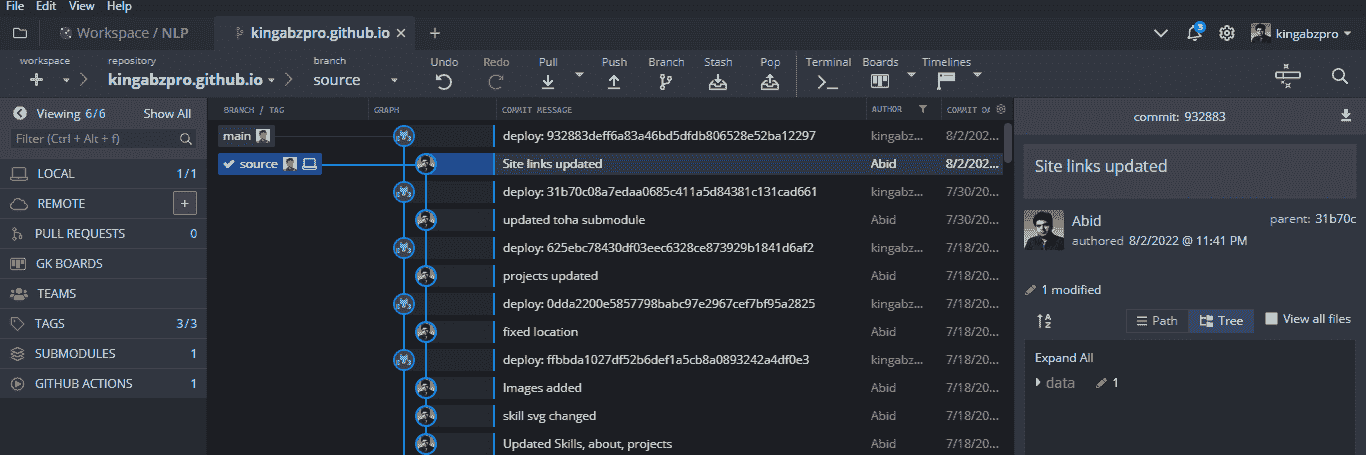 File Edit View Help
Workspace / NLP kingabzpro.github.io 3 kingabzpro
workspace repository branch Undo Redo Pull Push Branch Stash Pop Terminal Boards Timelines
kingabzpro.github.io source
Viewing 6/6 Show All
Filter (Ctrl + Alt + f)
LOCAL 1/1
REMOTE
PULL REQUESTS 0
GK BOARDS
TEAMS
TAGS 3/3
SUBMODULES 1
GITHUB ACTIONS 1
BRANCH / TAG GRAPH COMMIT MESSAGE AUTHOR COMMIT DA
main deploy: 932883deff6a83a46bd5dfdb806528e52ba12297 kingabz... 8/2/202...
source Site links updated Abid 8/2/202...
deploy: 31b70c08a7edaa0685c411a5d84381c131cad661 kingabz... 7/30/20...
updated toha submodule Abid 7/30/20...
deploy: 625ebc78430df03eec6328ce873929b1841d6af2 kingabz... 7/18/20...
projects updated Abid 7/18/20...
deploy: 0dda2200e5857798babc97e2967cef7bf95a2825 kingabz... 7/18/20...
fixed location Abid 7/18/20...
deploy: ffbbda1027df52b6def1a5cb8a0893242a4df0e3 kingabz... 7/18/20...
Images added Abid 7/18/20...
skill svg changed Abid 7/18/20...
Updated Skills, about, projects Abid 7/18/20...
commit: 932883
Site links updated
Abid parent: 31b70c
authored 8/2/2022 @ 11:41 PM
1 modified
Path Tree View all files
Expand All
data 1